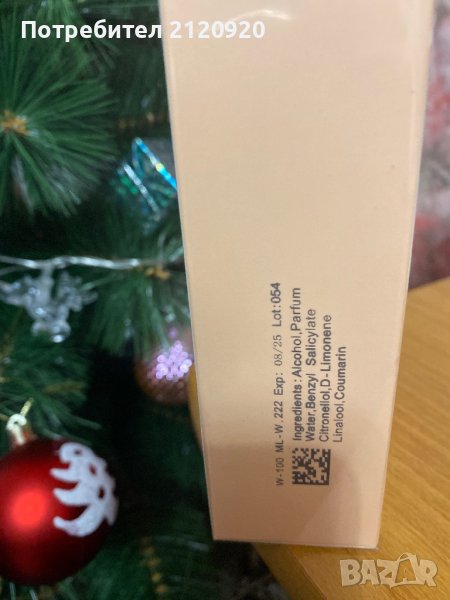 Потребител 2120920
W-100 ML-W.222 Exp: 08/25 Lot:054
Ingredients:Alcohol,Parfum
Water,Benzyl Salicylate
Citronellol,D-Limonene
Linalool,Coumarin
BAZAR